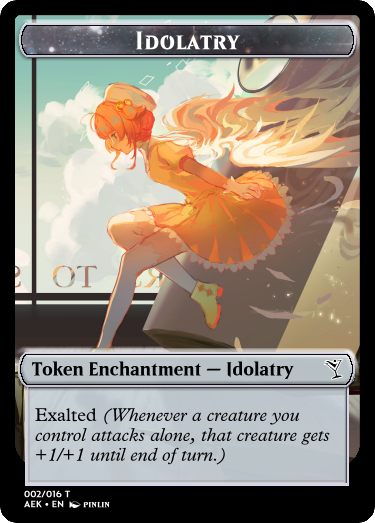 Idolatry
S TO
Token Enchantment — Idolatry
Exalted (Whenever a creature you
control attacks alone, that creature gets
+1/+1 until end of turn.)
002/016 T
AEK • EN PINLIN